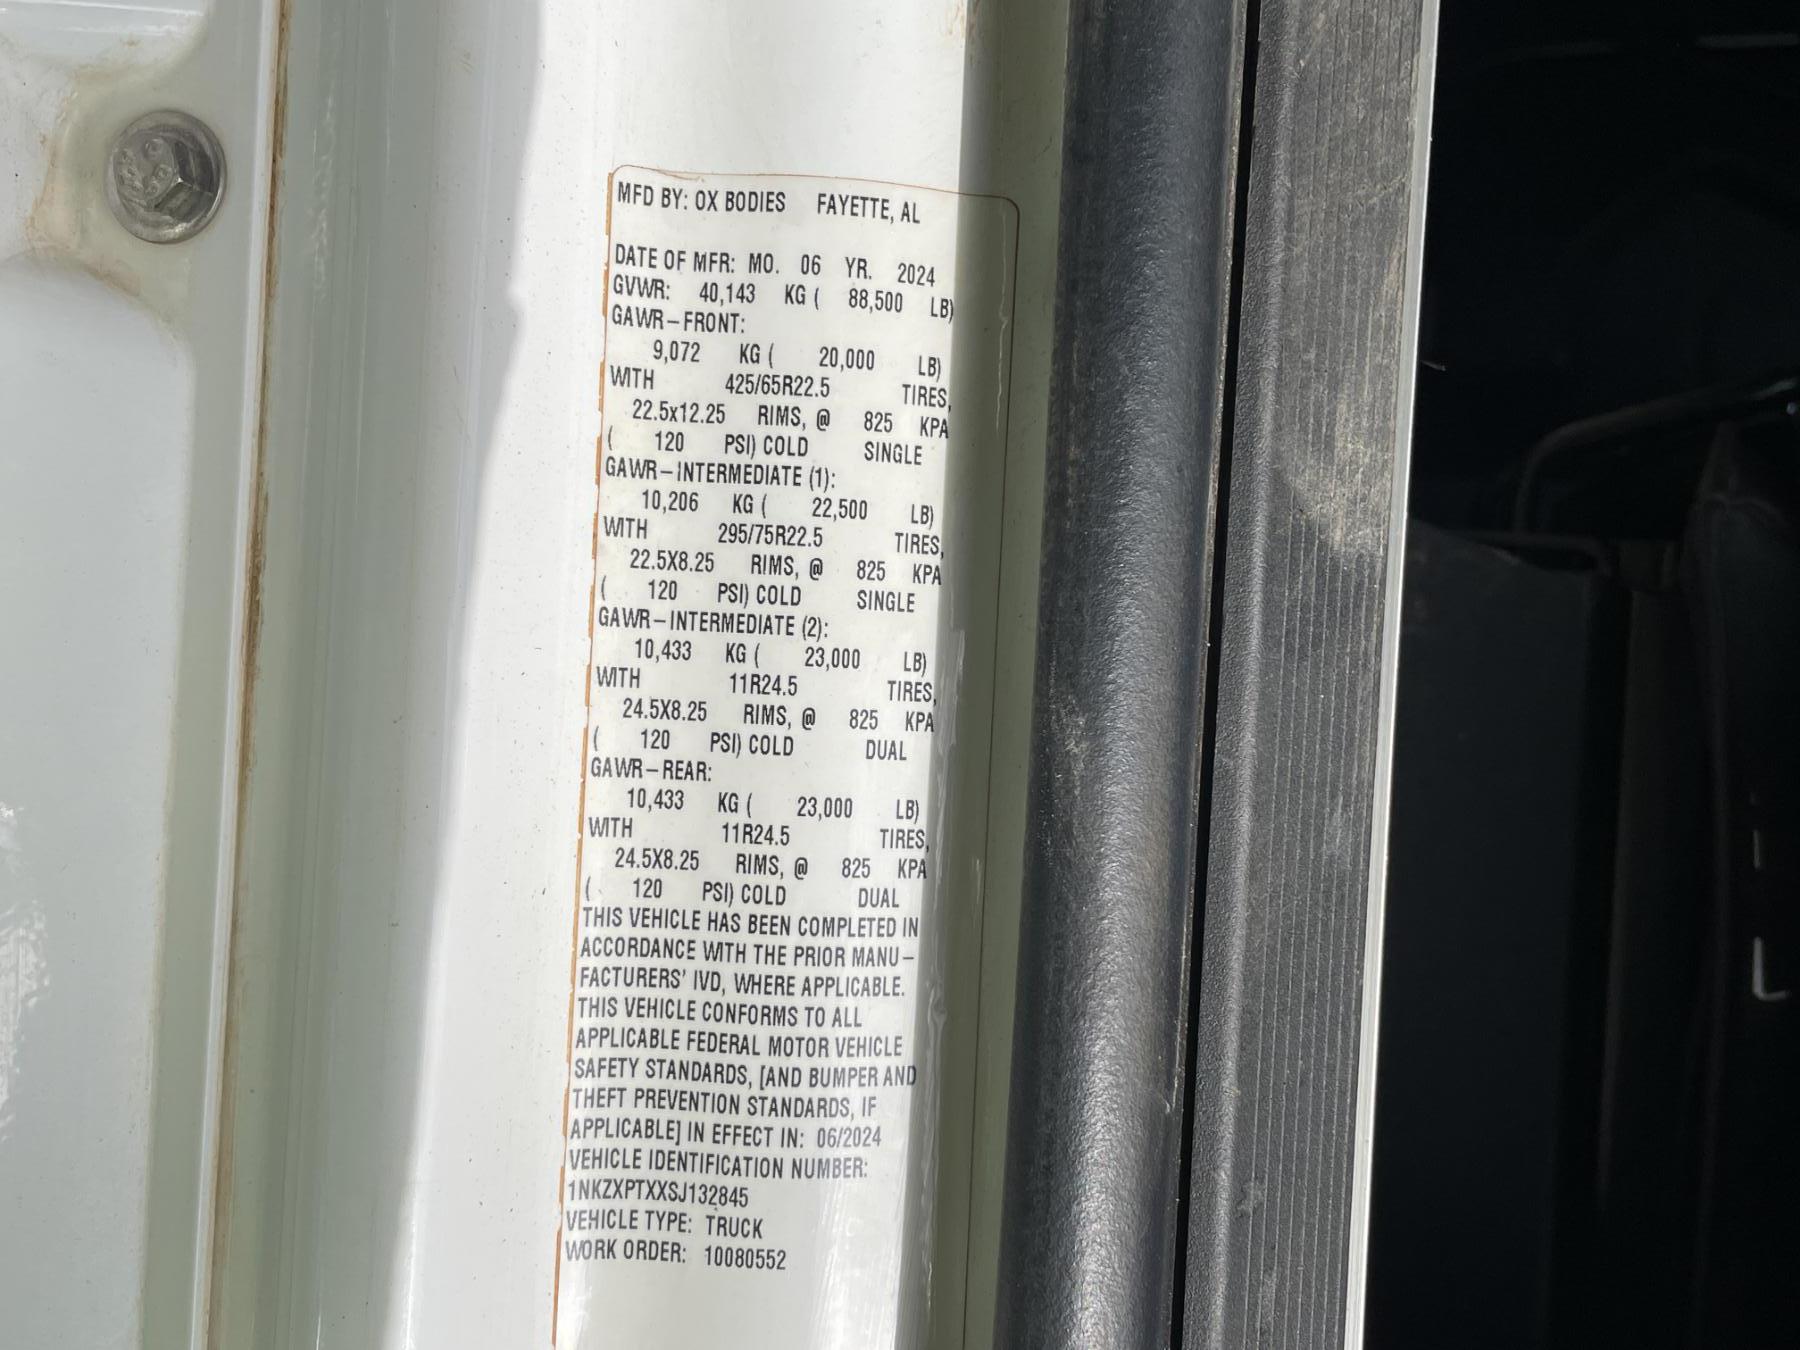 MFD BY: OX BODIES FAYETTE, AL
DATE OF MFR: MO. 06 YR. 2024
GVWR: 40,143 KG ( 88,500 LB)
GAWR-FRONT:
9,072 KG ( 20,000 LB)
WITH 425/65R22.5 TIRES,
22.5x12.25 RIMS, @ 825 KPA
( 120 PSI) COLD SINGLE
GAWR-INTERMEDIATE (1):
10,206 KG ( 22,500 LB)
WITH 295/75R22.5 TIRES,
22.5X8.25 RIMS, @ 825 KPA
( 120 PSI) COLD SINGLE
GAWR-INTERMEDIATE (2):
10,433 KG ( 23,000 LB)
WITH 11R24.5 TIRES,
24.5X8.25 RIMS, @ 825 KPA
( 120 PSI) COLD DUAL
GAWR-REAR:
10,433 KG ( 23,000 LB)
WITH 11R24.5 TIRES,
24.5X8.25 RIMS, @ 825 KPA
( 120 PSI) COLD DUAL
THIS VEHICLE HAS BEEN COMPLETED IN
ACCORDANCE WITH THE PRIOR MANU-
FACTURERS' IVD, WHERE APPLICABLE.
THIS VEHICLE CONFORMS TO ALL
APPLICABLE FEDERAL MOTOR VEHICLE
SAFETY STANDARDS, [AND BUMPER AND
THEFT PREVENTION STANDARDS, IF
APPLICABLE] IN EFFECT IN: 06/2024
VEHICLE IDENTIFICATION NUMBER:
1NKZXPTXXSJ132845
VEHICLE TYPE: TRUCK
WORK ORDER: 10080552